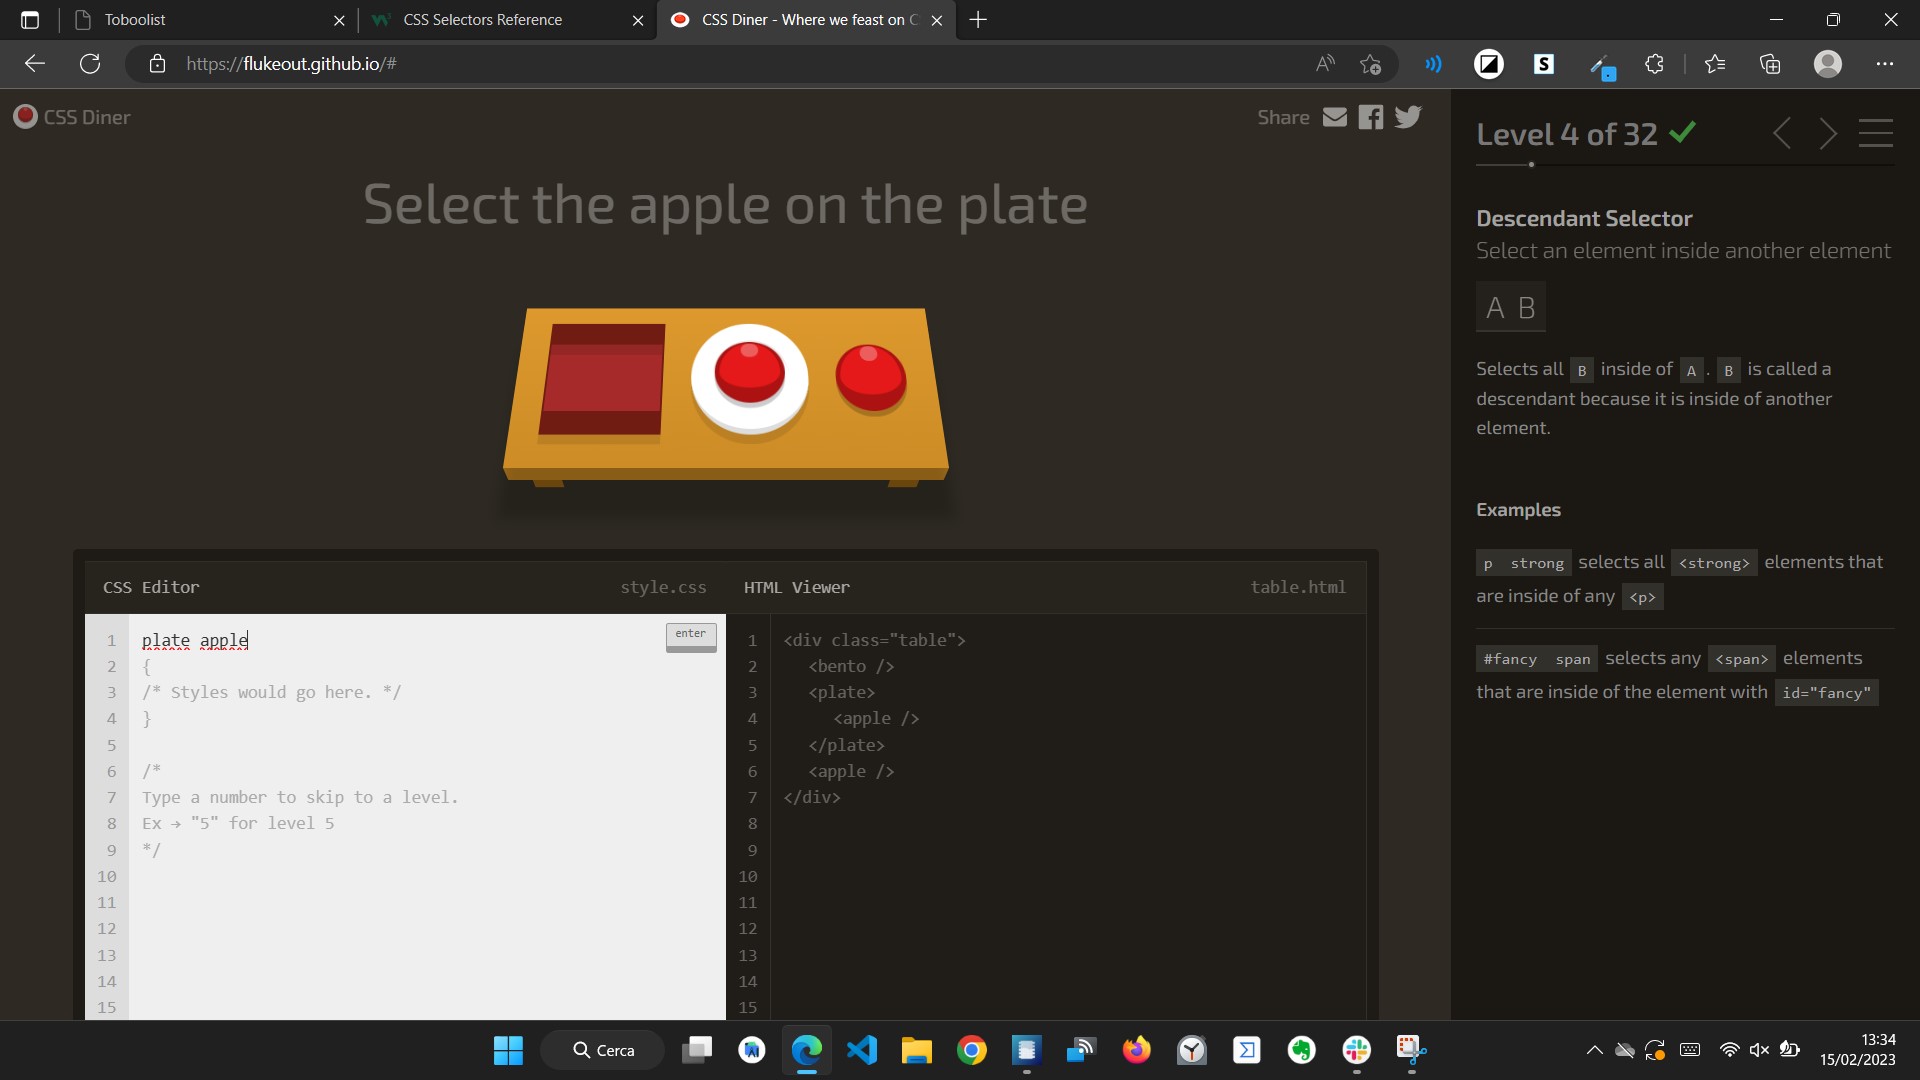 Toboolist
CSS Selectors Reference
CSS Diner - Where we feast on C
https://flukeout.github.io/#
CSS Diner
Share
Select the apple on the plate
CSS Editor
style.css
HTML Viewer
table.html
1 plate apple
enter
2 {
3 /* Styles would go here. */
4 }
5
6 /*
7 Type a number to skip to a level.
8 Ex → "5" for level 5
9 */
10
11
12
13
14
15
1 <div class="table">
2 <bento />
3 <plate>
4 <apple />
5 </plate>
6 <apple />
7 </div>
8
9
10
11
12
13
14
15
Level 4 of 32
Descendant Selector
Select an element inside another element
A B
Selects all B inside of A . B is called a
descendant because it is inside of another
element.
Examples
p strong selects all <strong> elements that
are inside of any <p>
#fancy span selects any <span> elements
that are inside of the element with id="fancy"
Cerca
13:34
15/02/2023